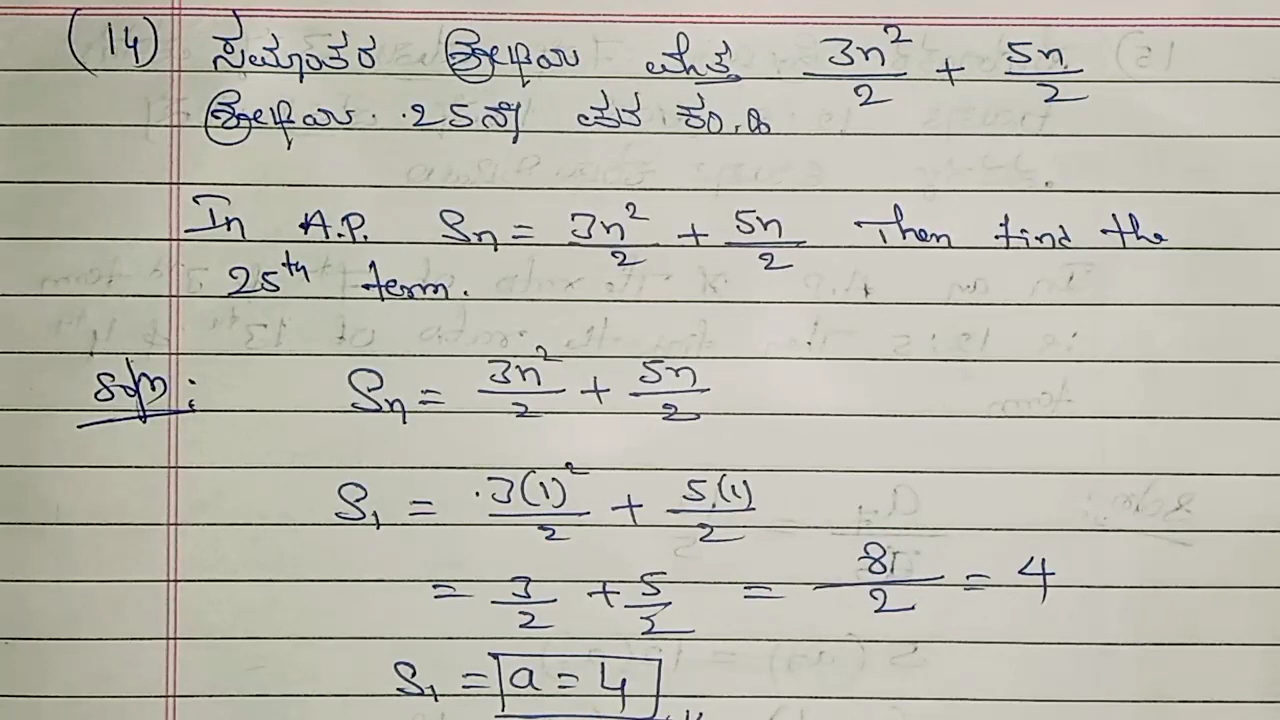 (14) ಸಮಾಂತರ ಶ್ರೇಢಿಯ ಮೊತ್ತ 3n²/2 + 5n/2
ಶ್ರೇಢಿಯ 25ನೇ ಪದ ಕಂ.ಹಿ
In A.P. Sn = 3n²/2 + 5n/2 Then find the
25th term.
Soln:
Sn = 3n²/2 + 5n/2
S₁ = 3(1)²/2 + 5(1)/2
= 3/2 + 5/2 = 8/2 = 4
S₁ = a = 4